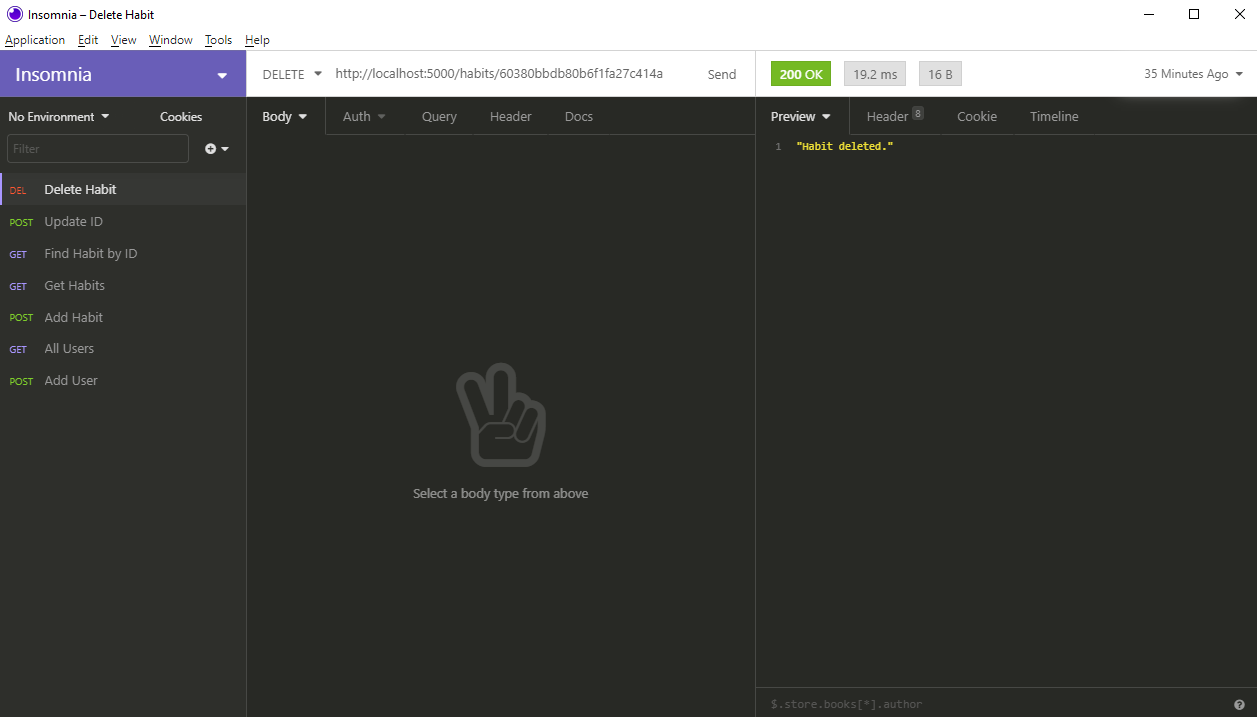 Insomnia – Delete Habit
Application Edit View Window Tools Help
Insomnia
DELETE http://localhost:5000/habits/60380bbdb80b6f1fa27c414a Send
200 OK 19.2 ms 16 B 35 Minutes Ago
No Environment Cookies
Body Auth Query Header Docs
Preview Header 8 Cookie Timeline
Filter
1 "Habit deleted."
DEL Delete Habit
POST Update ID
GET Find Habit by ID
GET Get Habits
POST Add Habit
GET All Users
POST Add User
Select a body type from above
$.store.books[*].author
?